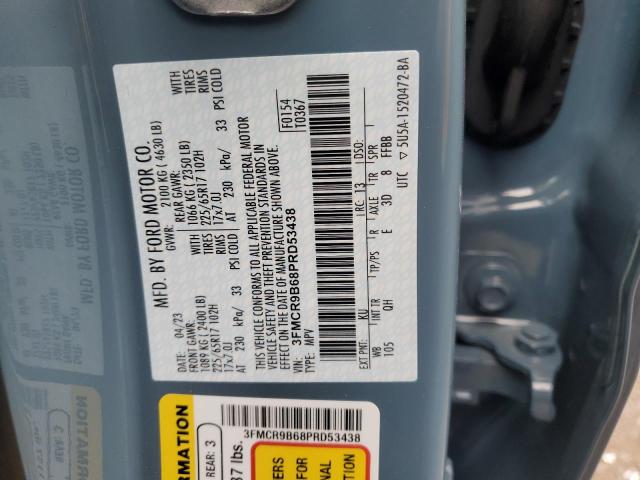 MFD. BY FORD MOTOR CO.
DATE: 04/23
GVWR: 2100 KG ( 4630 LB)
FRONT GAWR: 1089 KG ( 2400 LB)
REAR GAWR: 1066 KG ( 2350 LB)
WITH TIRES RIMS
225/65R17 102H
17x7.0J
AT 230 kPa/ 33 PSI COLD
WITH TIRES RIMS
225/65R17 102H
17x7.0J
AT 230 kPa/ 33 PSI COLD
THIS VEHICLE CONFORMS TO ALL APPLICABLE FEDERAL MOTOR
VEHICLE SAFETY AND THEFT PREVENTION STANDARDS IN
EFFECT ON THE DATE OF MANUFACTURE SHOWN ABOVE.
VIN: 3FMCR9B68PRD53438
TYPE: MPV
F0154
T0367
EXT PNT: KU RC: 13 DSO:
WB INT TR TP/PS R AXLE TR SPR
105 QH E 3D 8 FFBB
UTC ▽ 5U5A-1520472-BA
3FMCR9B68PRD53438
REAR: 3